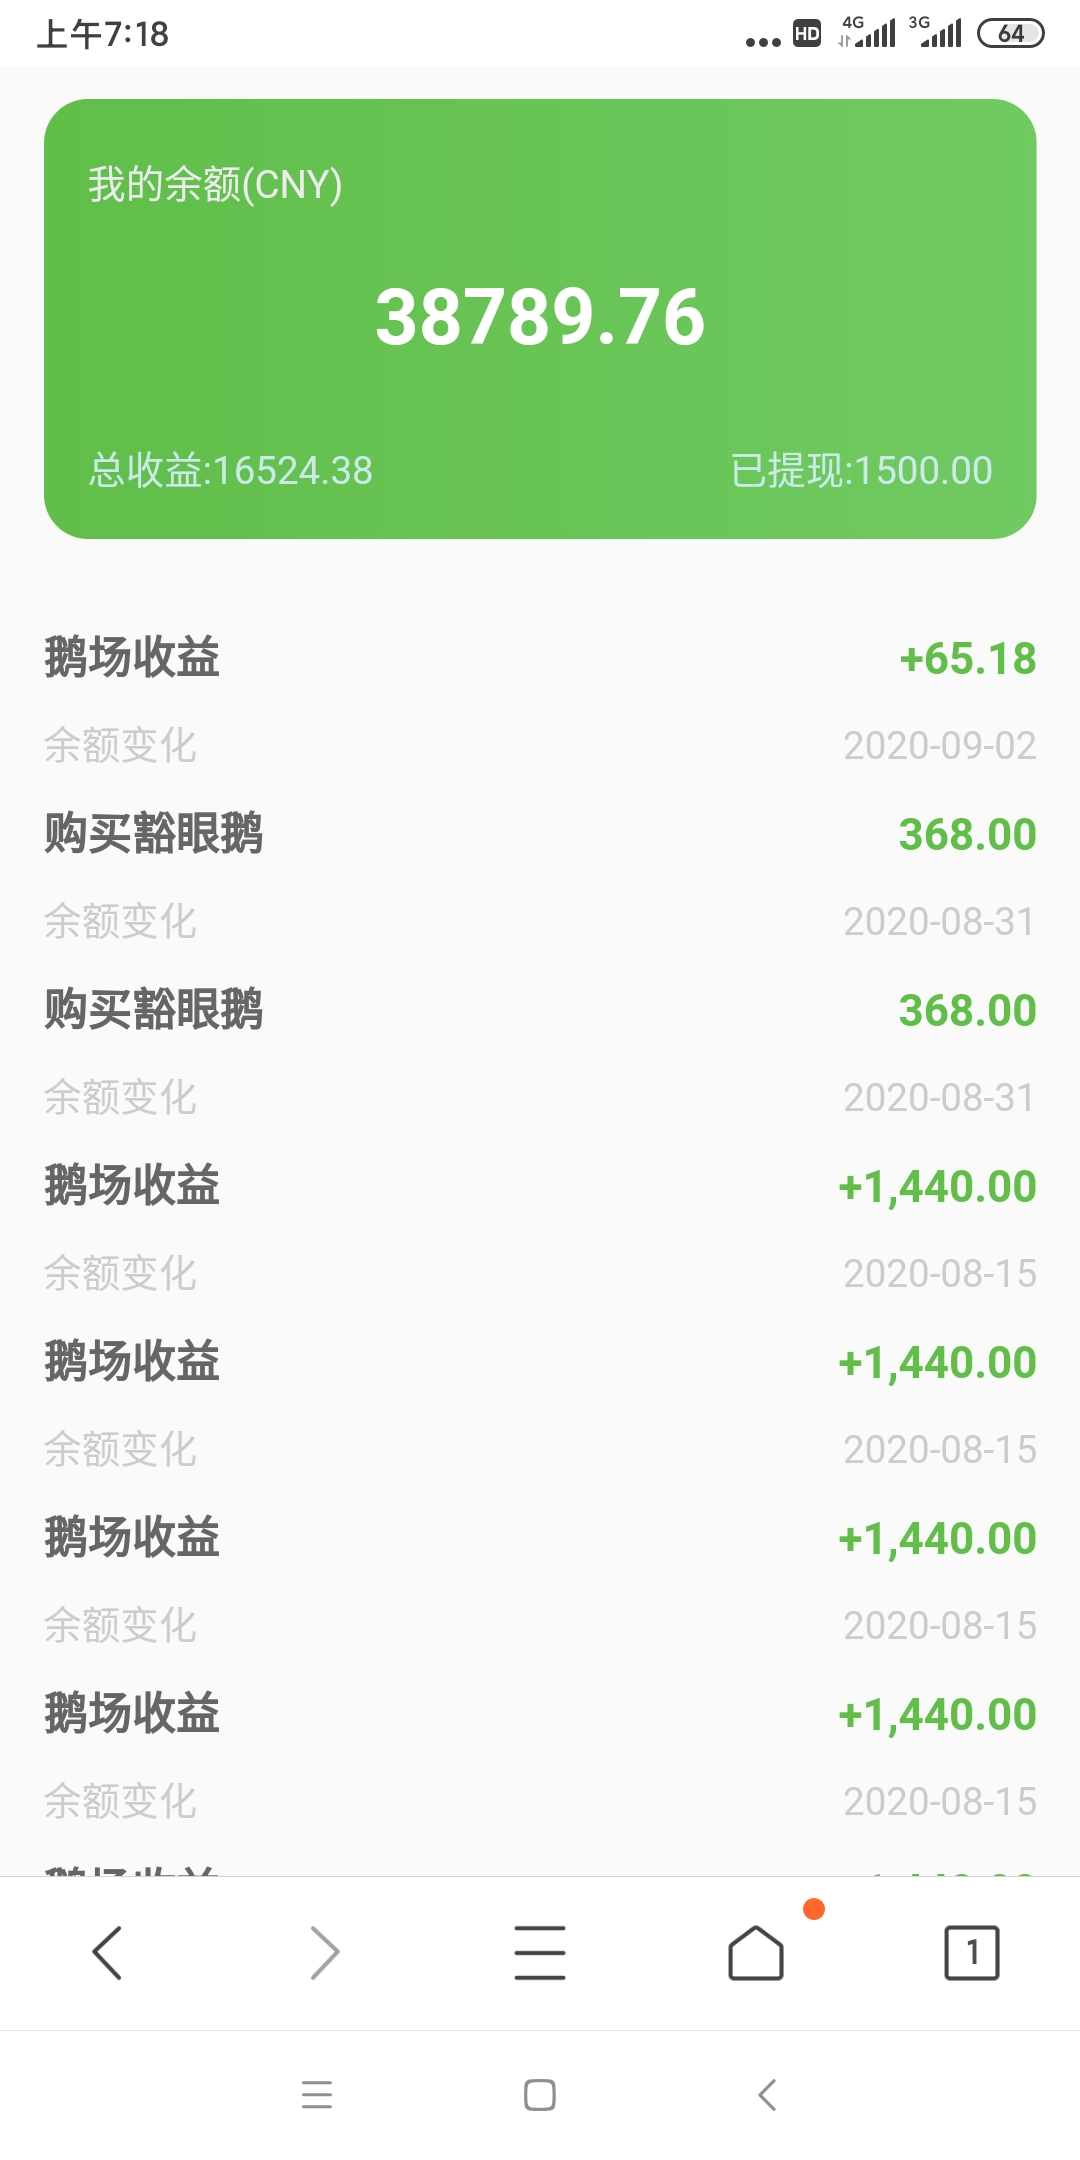 上午7:18
HD
4G
3G
64
我的余额(CNY)
38789.76
总收益:16524.38
已提现:1500.00
鹅场收益
+65.18
余额变化
2020-09-02
购买豁眼鹅
368.00
余额变化
2020-08-31
购买豁眼鹅
368.00
余额变化
2020-08-31
鹅场收益
+1,440.00
余额变化
2020-08-15
鹅场收益
+1,440.00
余额变化
2020-08-15
鹅场收益
+1,440.00
余额变化
2020-08-15
鹅场收益
+1,440.00
余额变化
2020-08-15
1